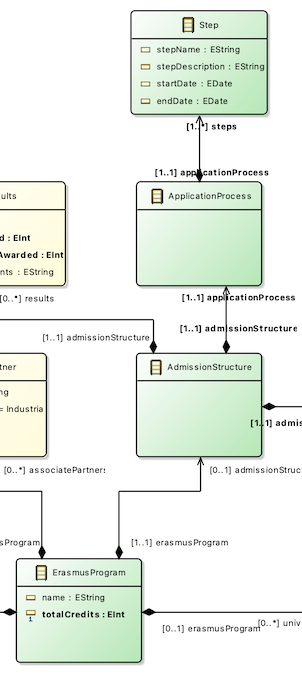 Step
stepName : EString
stepDescription : EString
startDate : EDate
endDate : EDate
[1..*] steps
[1..1] applicationProcess
ults
ApplicationProcess
d : EInt
Awarded : EInt
nts : EString
[0..*] results
[1..1] applicationProcess
[1..1] admissionStructure
[1..1] admissionStructure
tner
AdmissionStructure
ng
= Industria
[1..1] admis
[0..*] associatePartners
[0..1] admissionStruc
sProgram
[1..1] erasmusProgram
ErasmusProgram
name : EString
1
totalCredits : EInt
[0..1] erasmusProgram
[0..*] univ